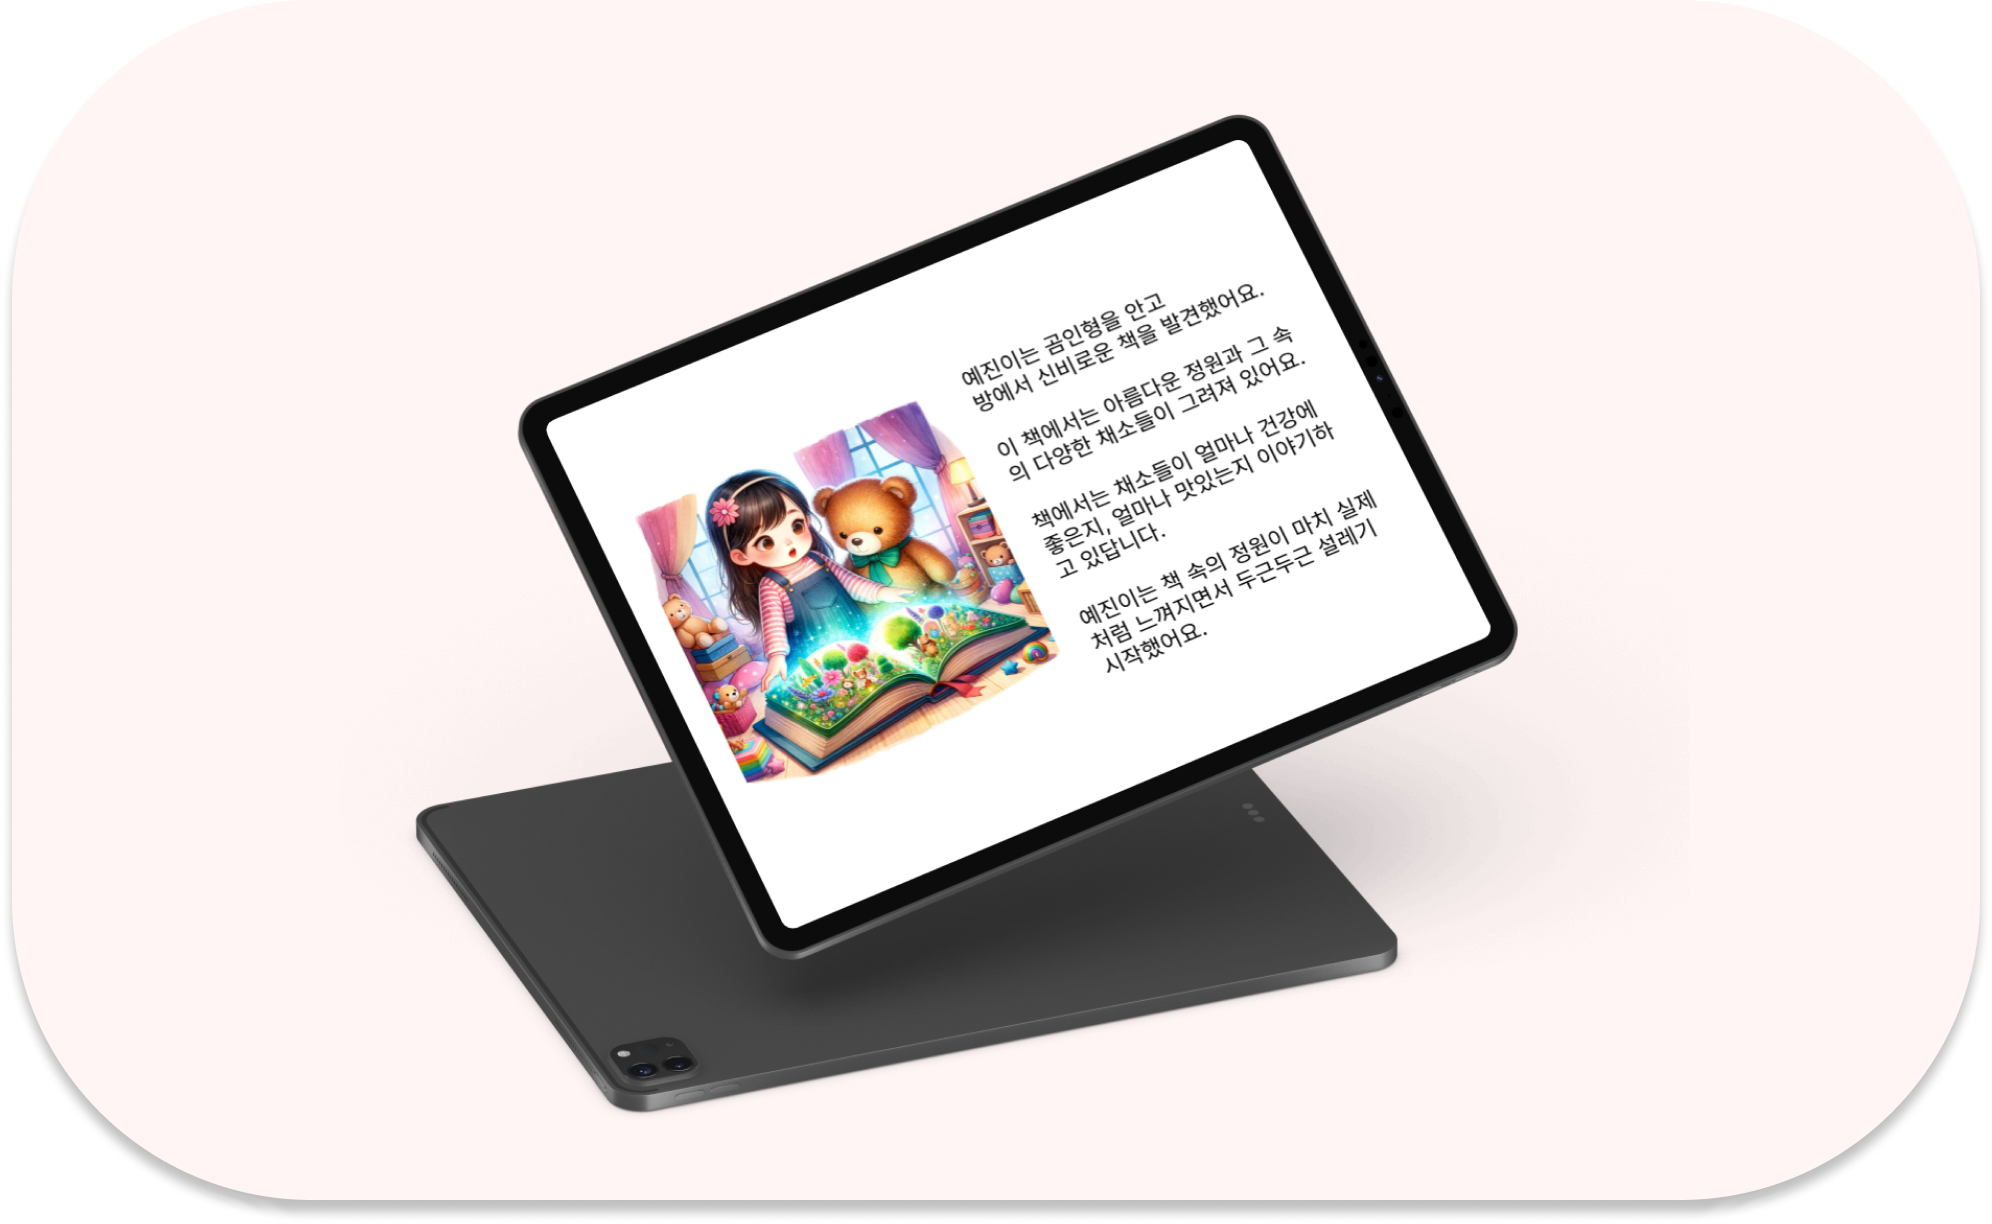 예진이는 곰인형을 안고
방에서 신비로운 책을 발견했어요.
이 책에서는 아름다운 정원과 그 속
의 다양한 채소들이 그려져 있어요.
책에서는 채소들이 얼마나 건강에
좋은지, 얼마나 맛있는지 이야기하
고 있답니다.
예진이는 책 속의 정원이 마치 실제
처럼 느껴지면서 두근두근 설레기
시작했어요.